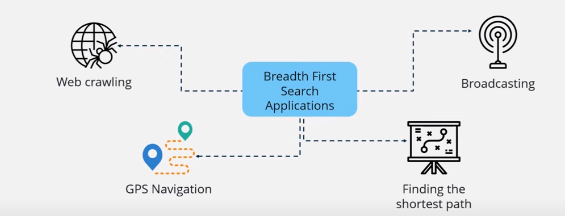 Breadth First
Search
Applications
Web crawling
Broadcasting
GPS Navigation
Finding the
shortest path